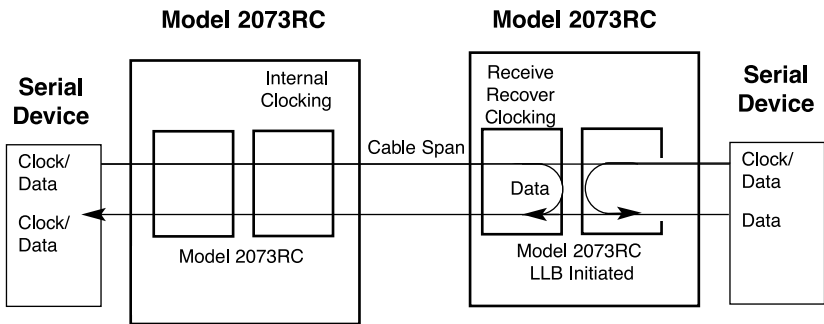 Model 2073RC
Model 2073RC
Serial
Device
Internal
Clocking
Receive
Recover
Clocking
Serial
Device
Clock/
Data
Clock/
Data
Cable Span
Data
Clock/
Data
Data
Model 2073RC
Model 2073RC
LLB Initiated